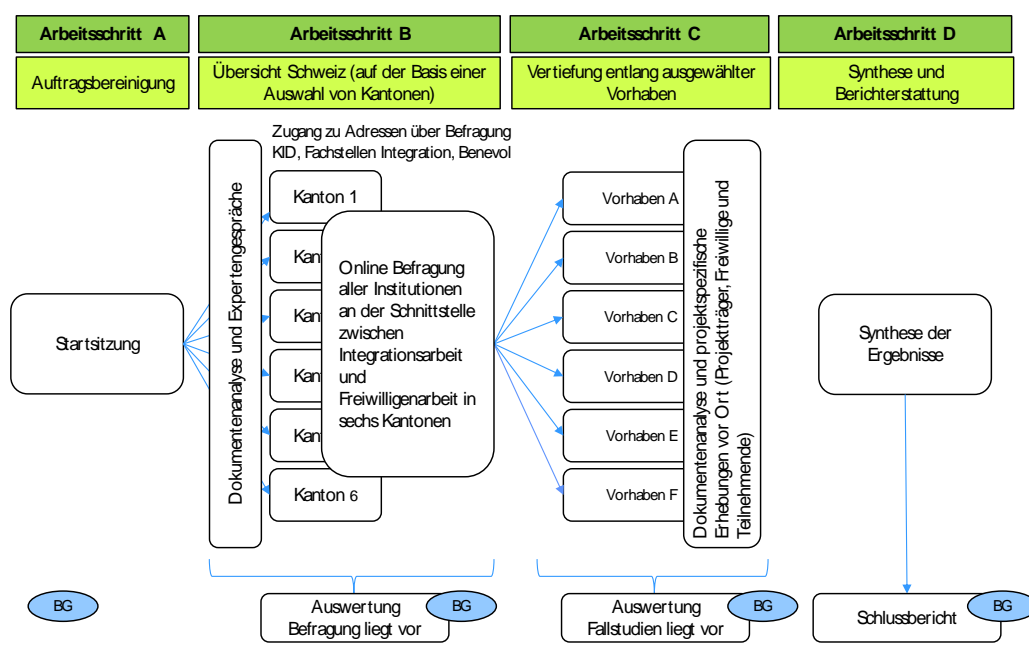 Arbeitsschritt A
Auftragsbereinigung
Startsitzung
BG
Arbeitsschritt B
Übersicht Schweiz (auf der Basis einer
Auswahl von Kantonen)
Zugang zu Adressen über Befragung
KID, Fachstellen Integration, Benevol
Dokumentenanalyse und Expertengespräche
Kanton 1
Kant
Kant
Kant
Kant
Kanton 6
Online Befragung
aller Institutionen
an der Schnittstelle
zwischen
Integrationsarbeit
und
Freiwilligenarbeit in
sechs Kantonen
Auswertung
Befragung liegt vor
BG
Arbeitsschritt C
Vertiefung entlang ausgewählter
Vorhaben
Vorhaben A
Vorhaben B
Vorhaben C
Vorhaben D
Vorhaben E
Vorhaben F
Dokumentenanalyse und projektspezifische
Erhebungen vor Ort (Projektträger, Freiwillige und
Teilnehmende)
Auswertung
Fallstudien liegt vor
BG
Arbeitsschritt D
Synthese und
Berichterstattung
Synthese der
Ergebnisse
Schlussbericht
BG